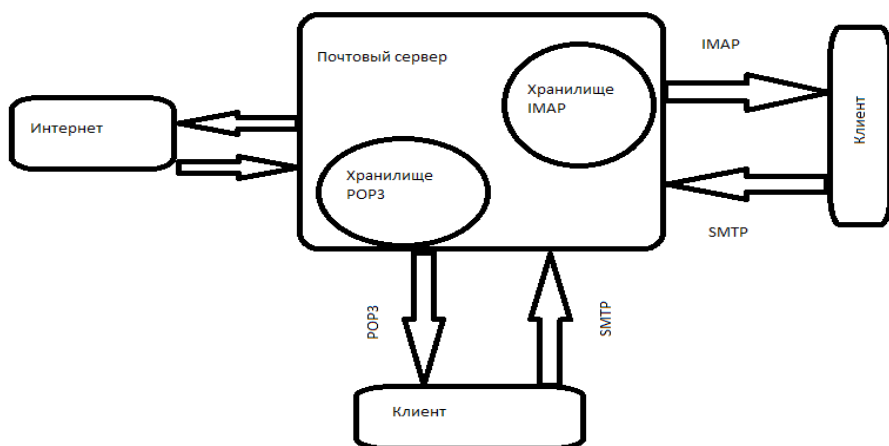 Почтовый сервер
IMAP
Хранилище
IMAP
Клиент
Интернет
Хранилище
POP3
SMTP
POP3
SMTP
Клиент